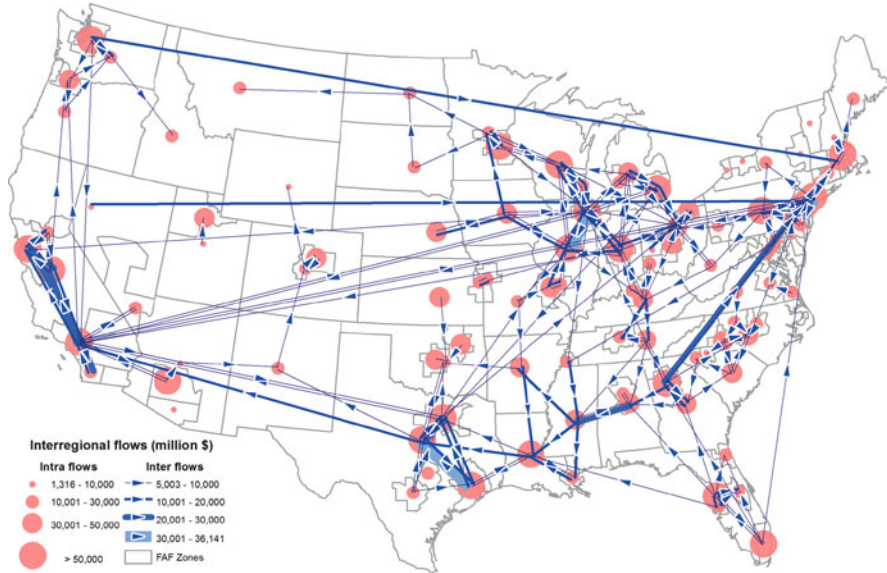 Interregional flows (million $)
Intra flows Inter flows
1,316 - 10,000 5,003 - 10,000
10,001 - 30,000 10,001 - 20,000
30,001 - 50,000 20,001 - 30,000
30,001 - 36,141
> 50,000 FAF Zones